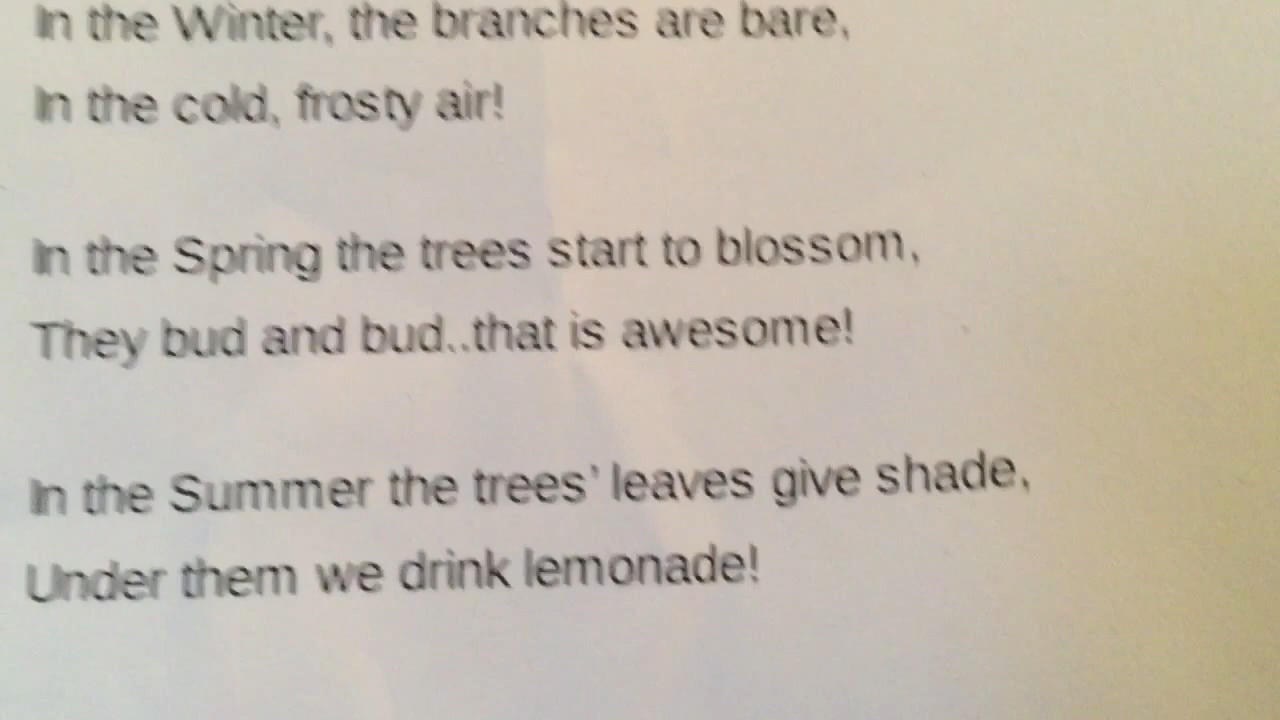 In the Winter, the branches are bare,
In the cold, frosty air!
In the Spring the trees start to blossom,
They bud and bud..that is awesome!
In the Summer the trees' leaves give shade,
Under them we drink lemonade!